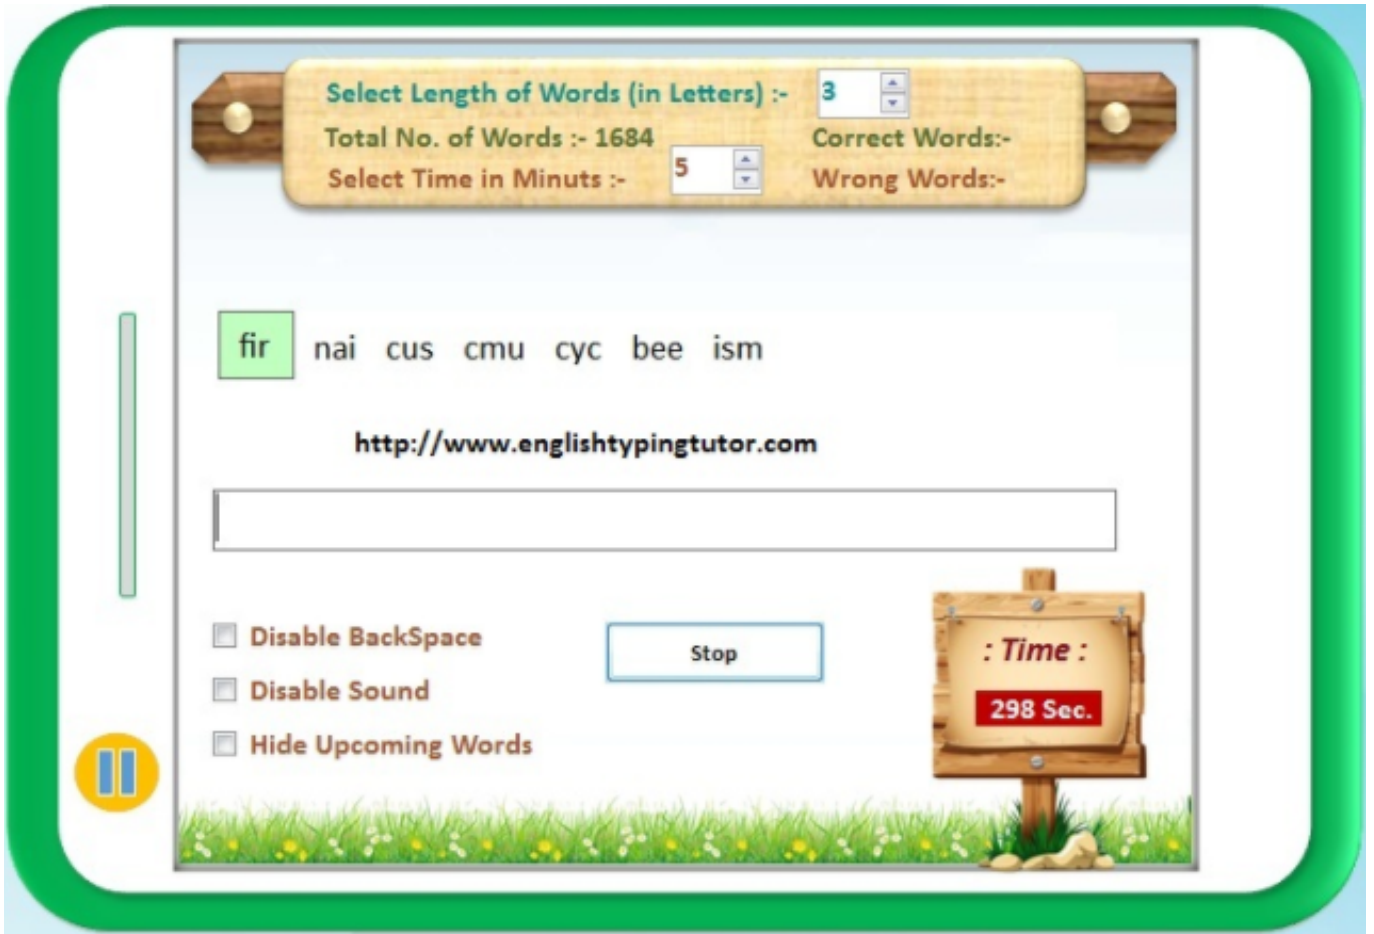 Select Length of Words (in Letters) :- 3
Total No. of Words :- 1684 Correct Words:-
Select Time in Minuts :- 5 Wrong Words:-
fir nai cus cmu cyc bee ism
http://www.englishtypingtutor.com
Disable BackSpace
Stop
: Time :
Disable Sound
298 Sec.
Hide Upcoming Words